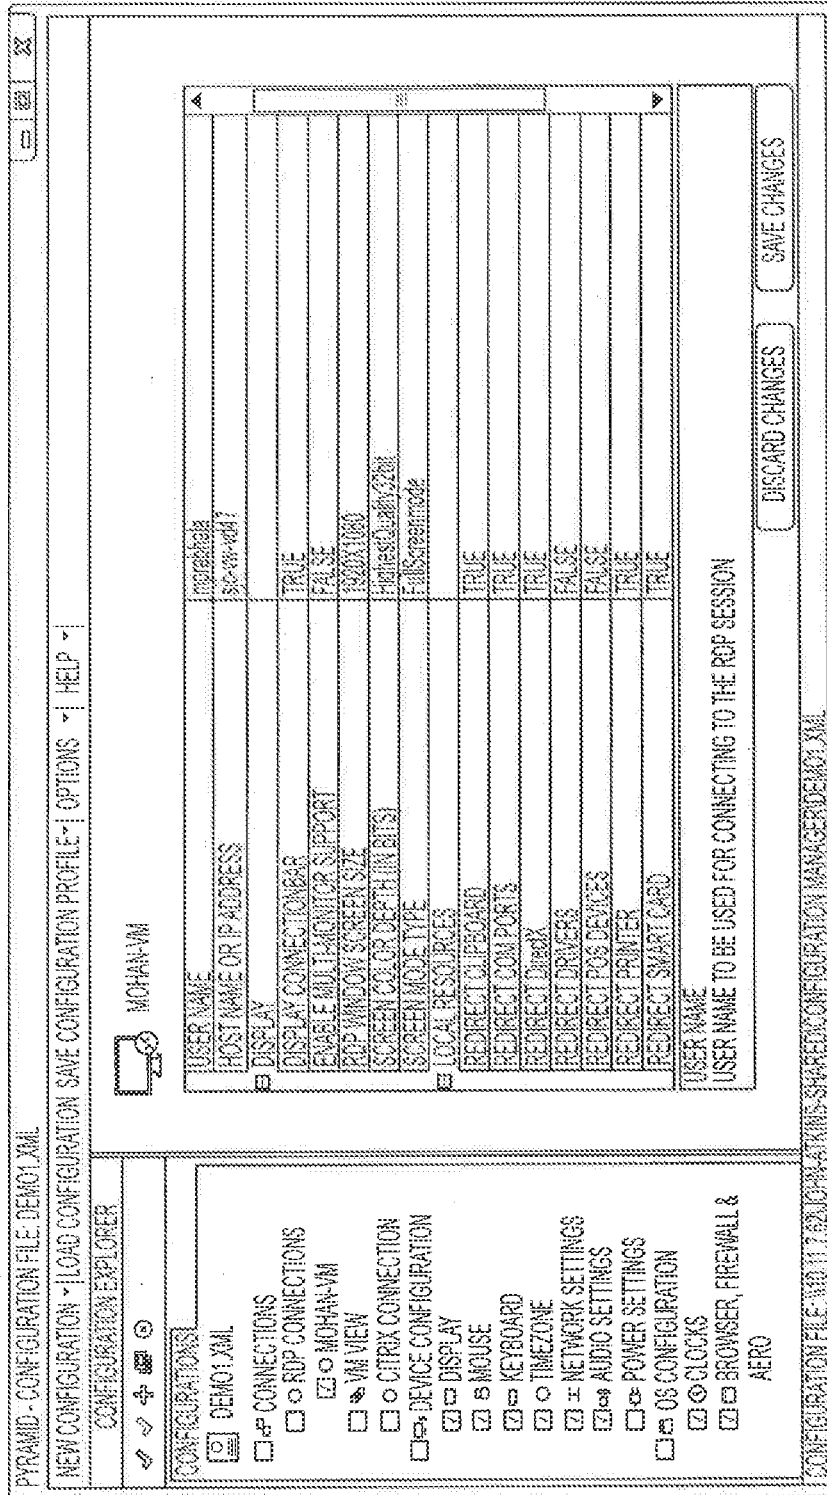 PYRAMID - CONFIGURATION FILE: DEMO1.XML
NEW CONFIGURATION LOAD CONFIGURATION SAVE CONFIGURATION PROFILE OPTIONS HELP
CONFIGURATION EXPLORER
CONFIGURATIONS
DEMO1.XML
CONNECTIONS
RDP CONNECTIONS
MOHAN-VM
VM VIEW
CITRIX CONNECTION
DEVICE CONFIGURATION
DISPLAY
MOUSE
KEYBOARD
TIMEZONE
NETWORK SETTINGS
AUDIO SETTINGS
POWER SETTINGS
OS CONFIGURATION
CLOCKS
BROWSER, FIREWALL &
AERO
MOHAN-VM
USER NAME
HOST NAME OR IP ADDRESS
DISPLAY
DISPLAY CONNECTIONBAR TRUE
ENABLE MULTI-MONITOR SUPPORT FALSE
RDP WINDOW SCREEN SIZE 1920X1080
SCREEN COLOR DEPTH (IN BITS) HighestQuality32bit
SCREEN MODE TYPE FullScreenmode
LOCAL RESOURCES
REDIRECT CLIPBOARD TRUE
REDIRECT COM PORTS TRUE
REDIRECT DirectX TRUE
REDIRECT DRIVERS FALSE
REDIRECT POS DEVICES FALSE
REDIRECT PRINTER TRUE
REDIRECT SMART CARD TRUE
USER NAME
USER NAME TO BE USED FOR CONNECTING TO THE RDP SESSION
DISCARD CHANGES SAVE CHANGES
CONFIGURATION FILE: